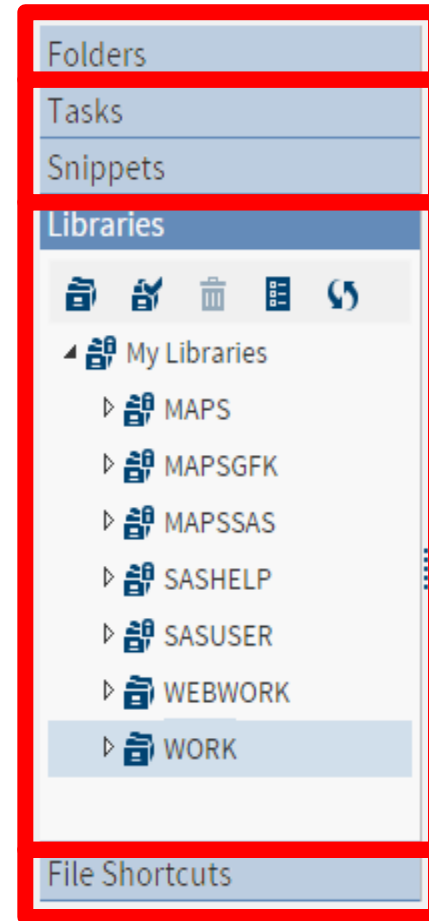 Folders
Tasks
Snippets
Libraries
My Libraries
MAPS
MAPSGFK
MAPSSAS
SASHELP
SASUSER
WEBWORK
WORK
File Shortcuts